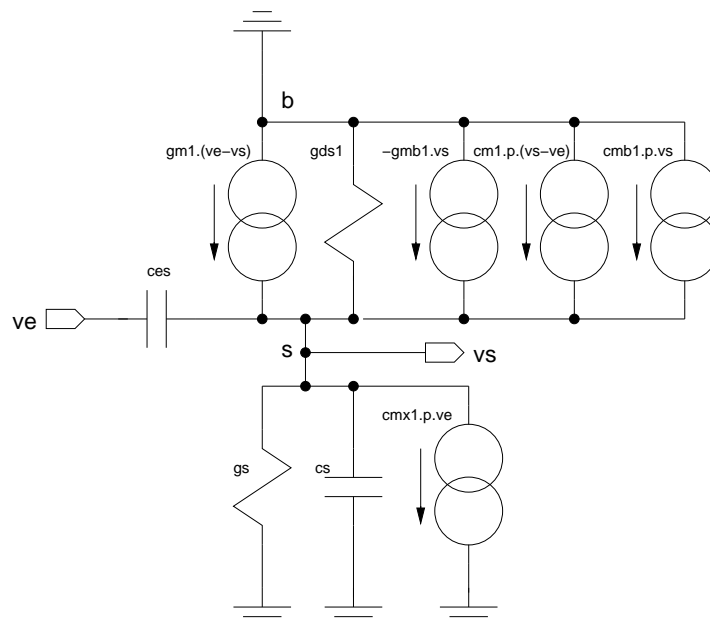 b
gm1.(ve−vs)
gds1
−gmb1.vs
cm1.p.(vs−ve)
cmb1.p.vs
ces
ve
s
vs
cmx1.p.ve
gs
cs